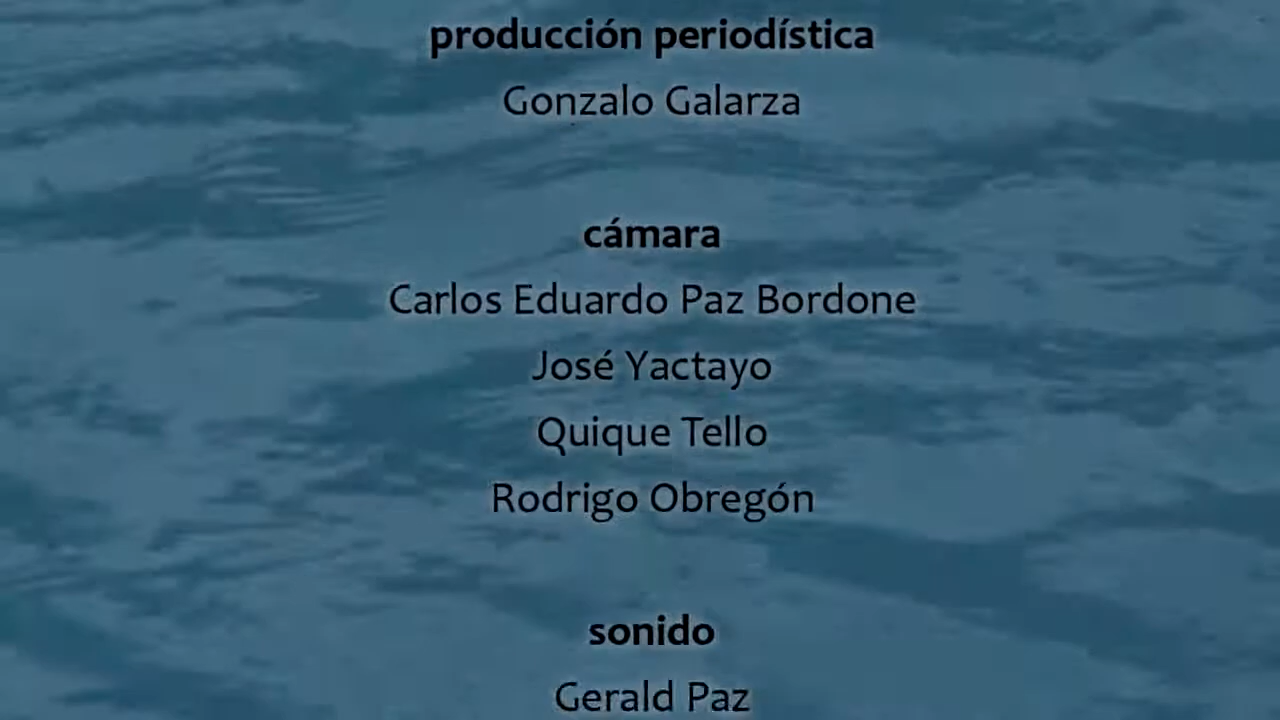 producción periodística
Gonzalo Galarza
cámara
Carlos Eduardo Paz Bordone
José Yactayo
Quique Tello
Rodrigo Obregón
sonido
Gerald Paz